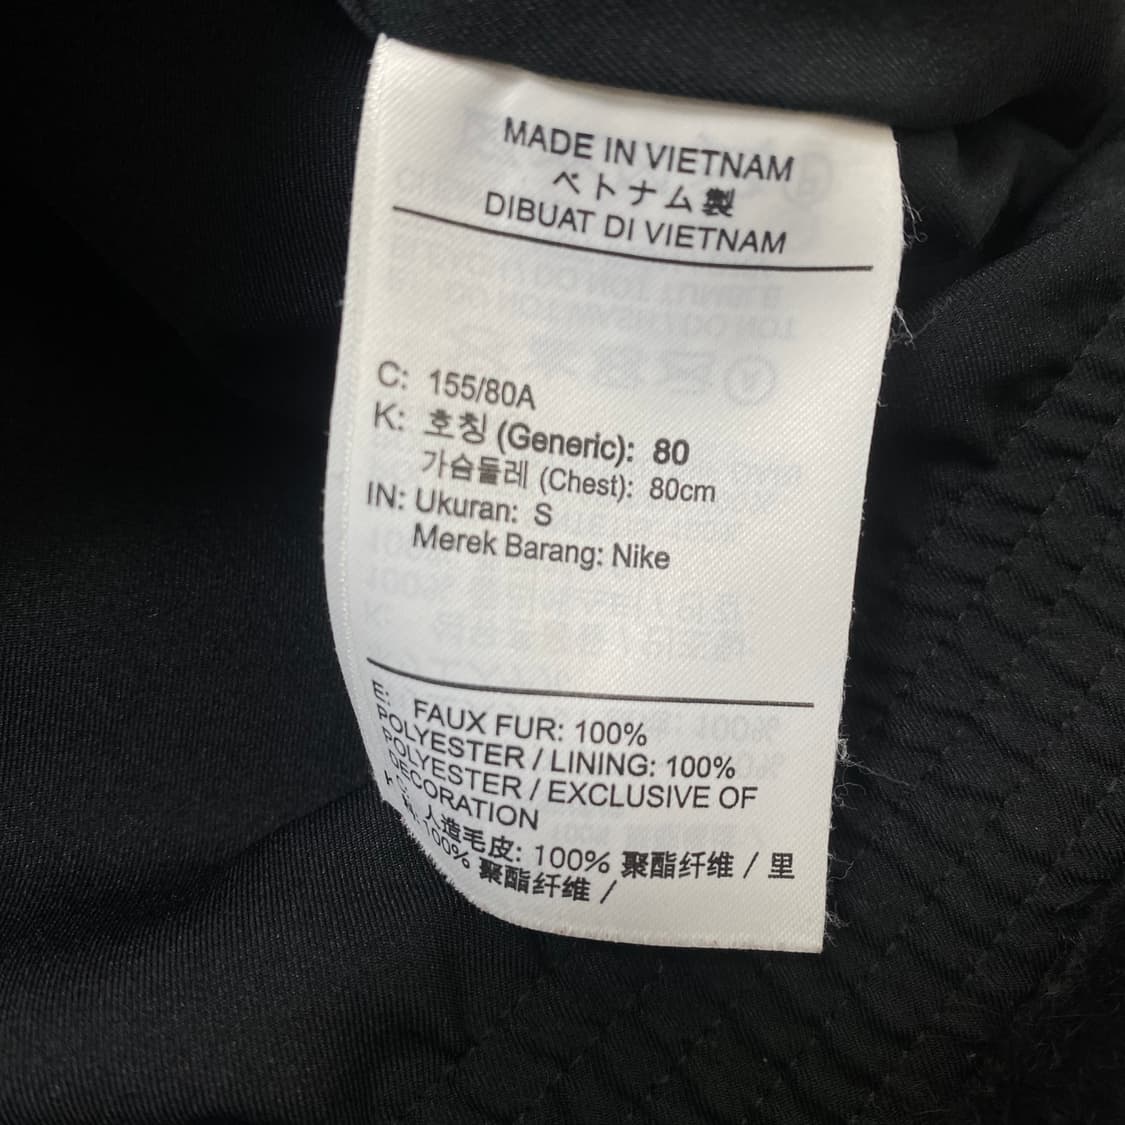 MADE IN VIETNAM
ベトナム製
DIBUAT DI VIETNAM
C: 155/80A
K: 호칭 (Generic): 80
가슴둘레 (Chest): 80cm
IN: Ukuran: S
Merek Barang: Nike
E: FAUX FUR: 100%
POLYESTER / LINING: 100%
POLYESTER / EXCLUSIVE OF
DECORATION
人造毛皮: 100% 聚酯纤维 / 里
100% 聚酯纤维 /